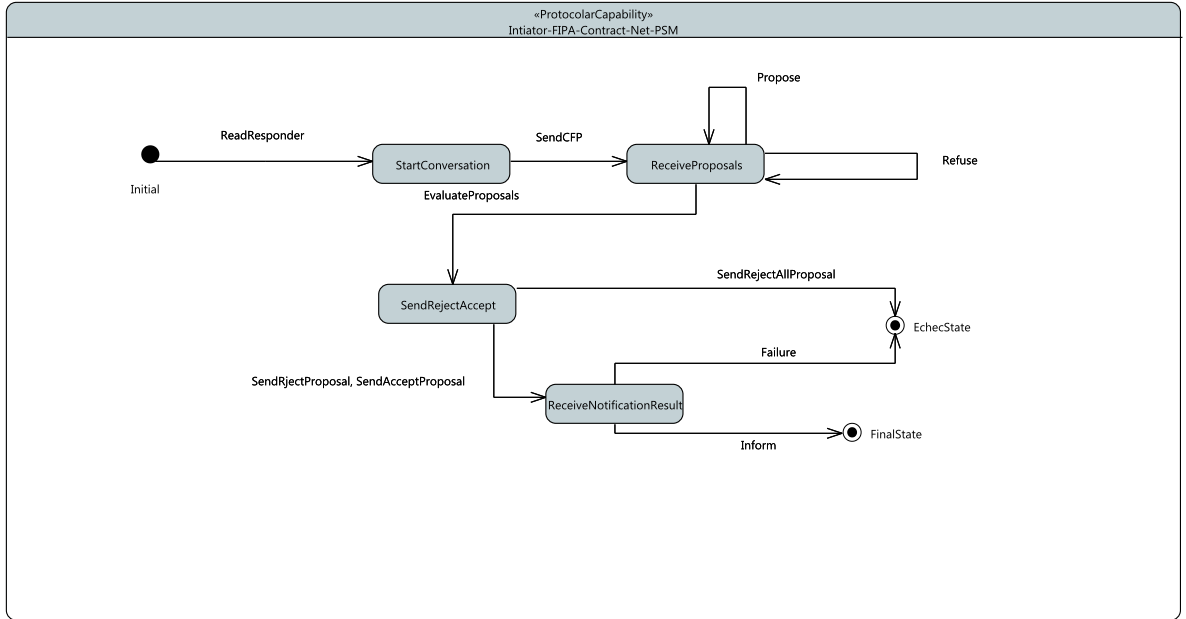 «ProtocolarCapability»
Intiator-FIPA-Contract-Net-PSM
Propose
ReadResponder
SendCFP
StartConversation
ReceiveProposals
Refuse
Initial
EvaluateProposals
SendRejectAllProposal
SendRejectAccept
EchecState
Failure
SendRjectProposal, SendAcceptProposal
ReceiveNotificationResult
FinalState
Inform